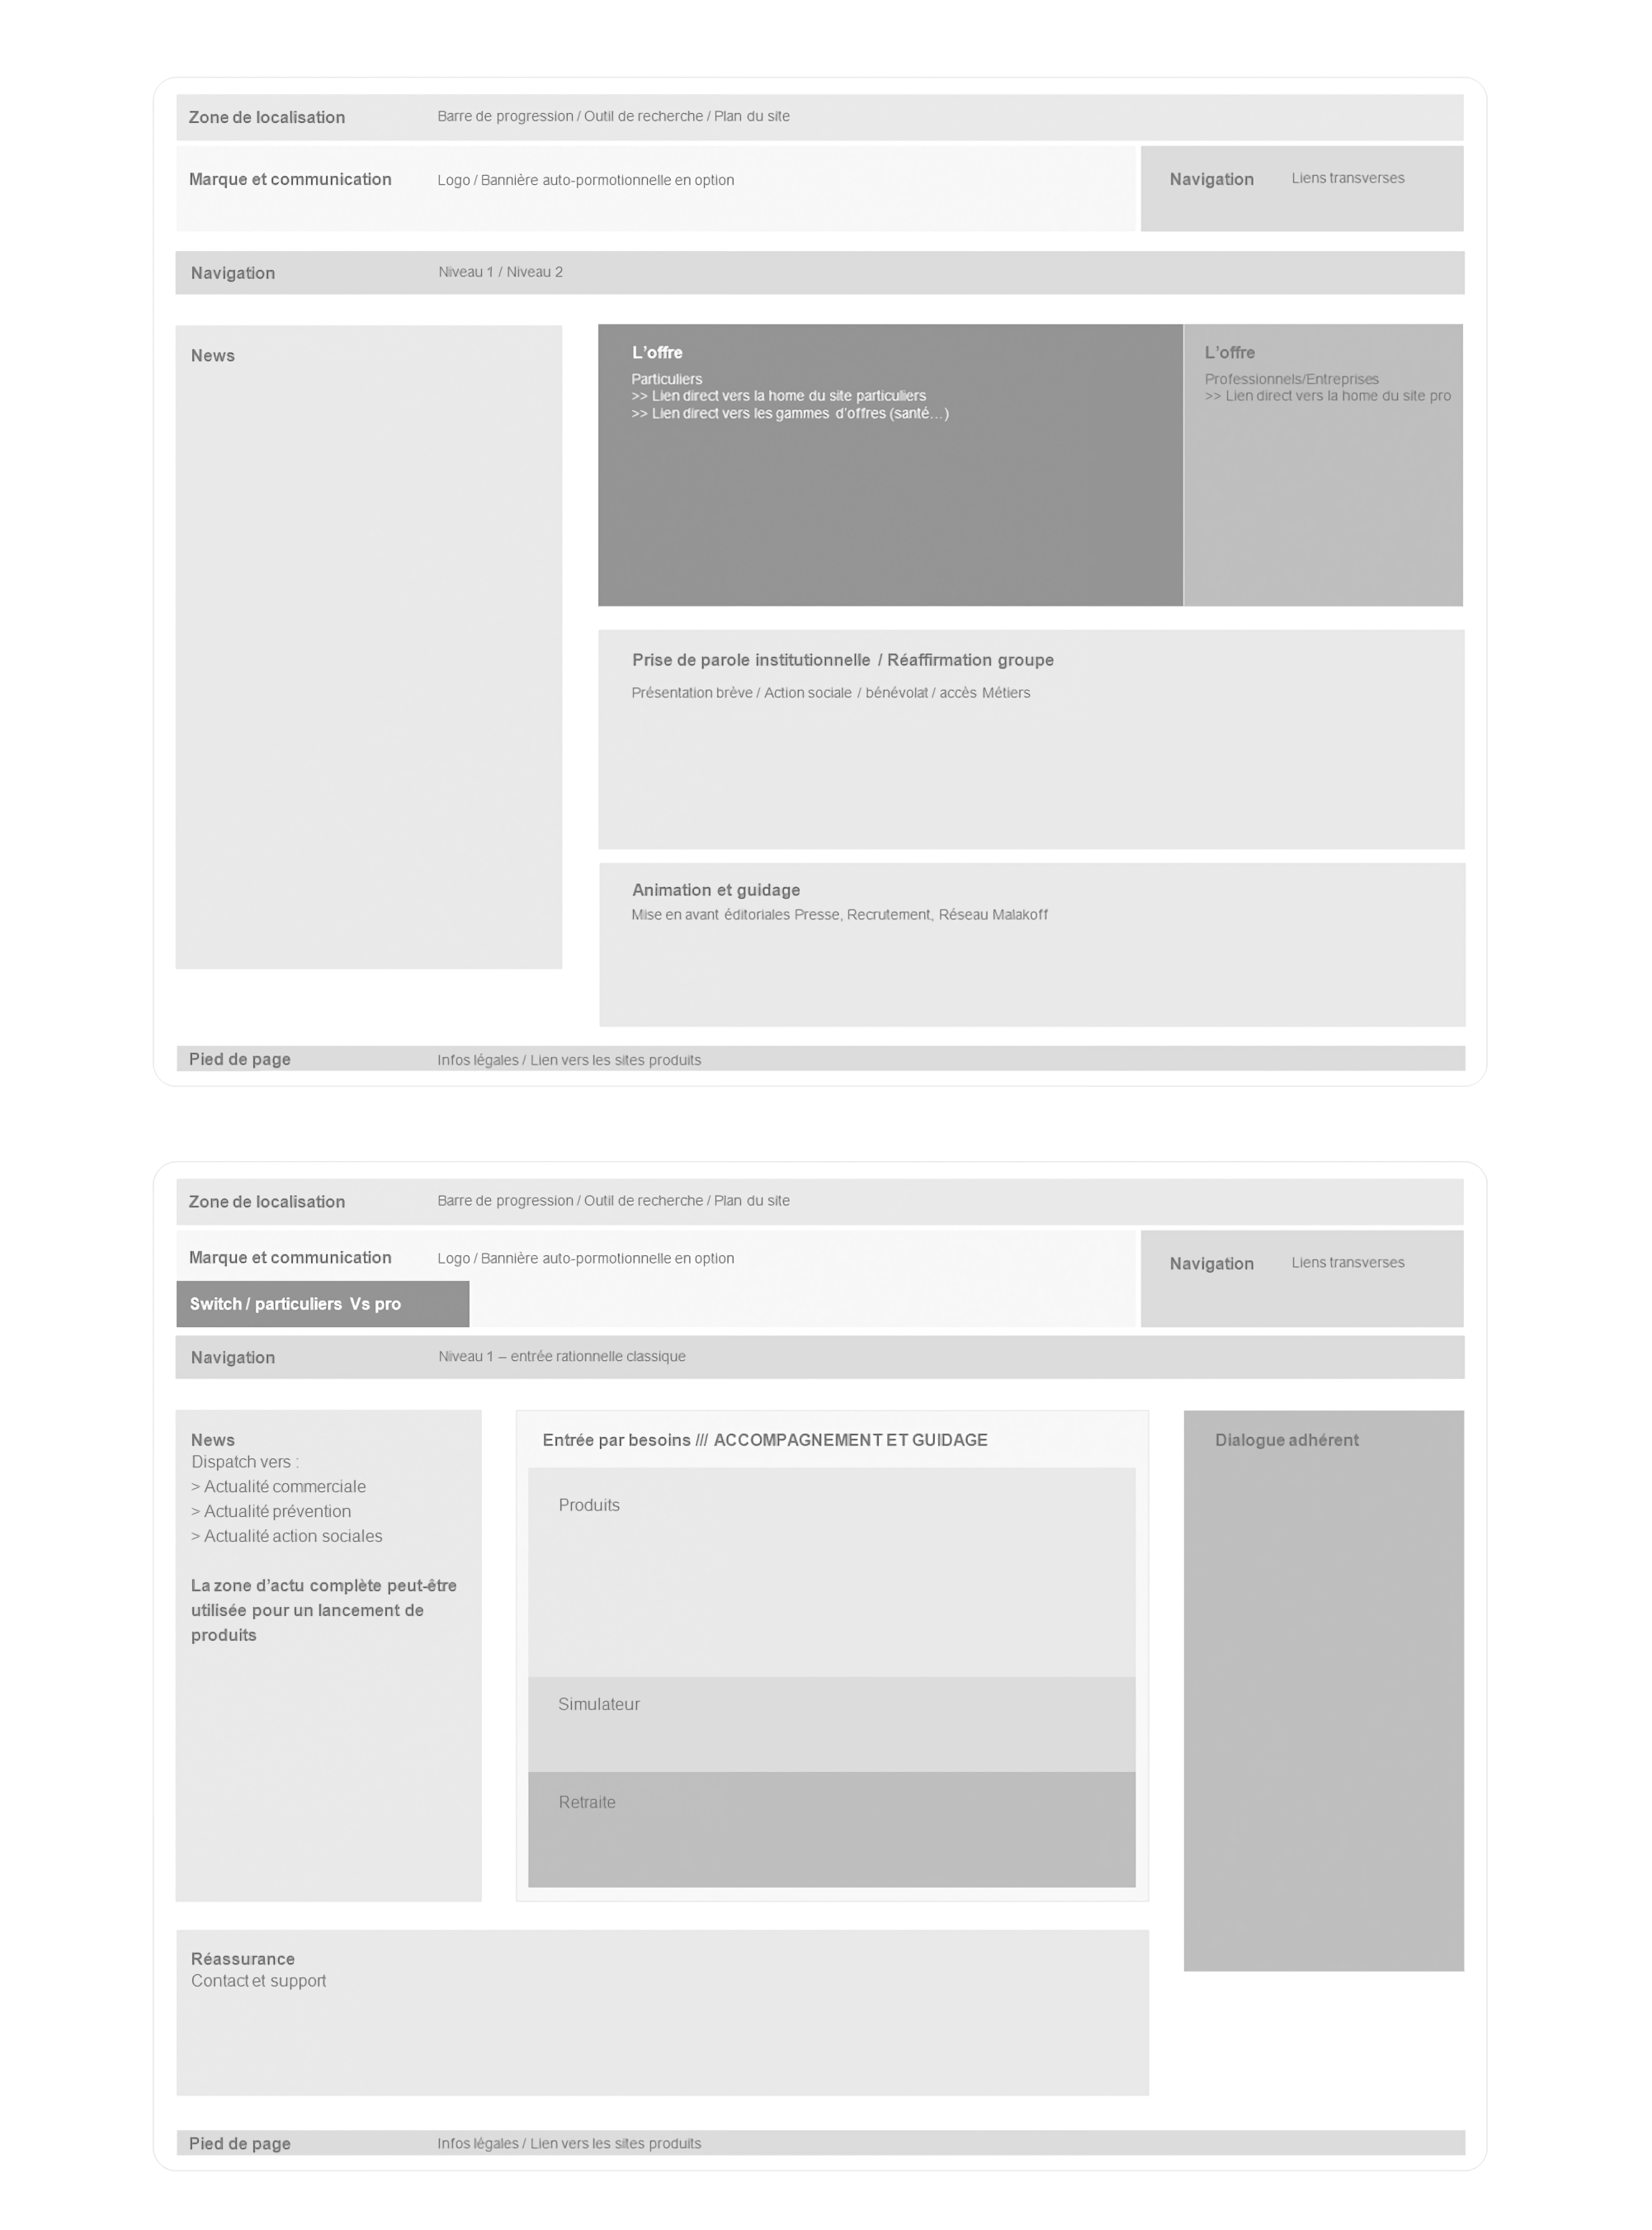 Zone de localisation Barre de progression / Outil de recherche / Plan du site
Marque et communication Logo / Bannière auto-pormotionnelle en option
Navigation Liens transverses
Navigation Niveau 1 / Niveau 2
News
L'offre
Particuliers
>> Lien direct vers la home du site particuliers
>> Lien direct vers les gammes d'offres (santé…)
L'offre
Professionnels/Entreprises
>> Lien direct vers la home du site pro
Prise de parole institutionnelle / Réaffirmation groupe
Présentation brève / Action sociale / bénévolat / accès Métiers
Animation et guidage
Mise en avant éditoriales Presse, Recrutement, Réseau Malakoff
Pied de page Infos légales / Lien vers les sites produits
Zone de localisation Barre de progression / Outil de recherche / Plan du site
Marque et communication Logo / Bannière auto-pormotionnelle en option
Navigation Liens transverses
Switch / particuliers Vs pro
Navigation Niveau 1 – entrée rationnelle classique
News
Dispatch vers :
> Actualité commerciale
> Actualité prévention
> Actualité action sociales
La zone d'actu complète peut-être
utilisée pour un lancement de
produits
Entrée par besoins /// ACCOMPAGNEMENT ET GUIDAGE
Produits
Simulateur
Retraite
Dialogue adhérent
Réassurance
Contact et support
Pied de page Infos légales / Lien vers les sites produits